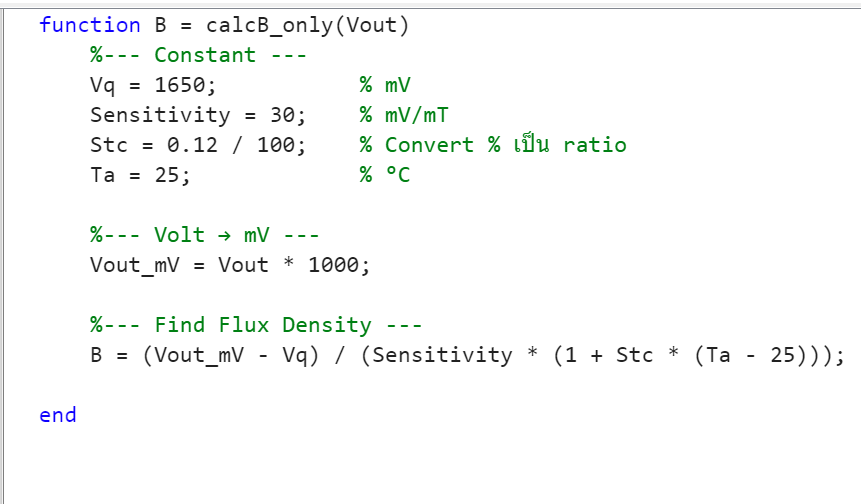 function B = calcB_only(Vout)
%--- Constant ---
Vq = 1650; % mV
Sensitivity = 30; % mV/mT
Stc = 0.12 / 100; % Convert % เป็น ratio
Ta = 25; % °C
%--- Volt → mV ---
Vout_mV = Vout * 1000;
%--- Find Flux Density ---
B = (Vout_mV - Vq) / (Sensitivity * (1 + Stc * (Ta - 25)));
end